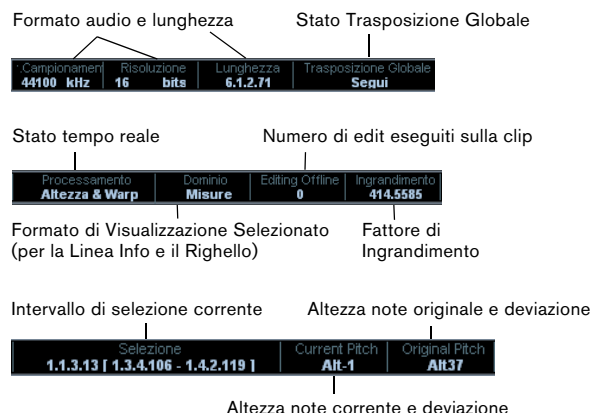 Formato audio e lunghezza
Stato Trasposizione Globale
.Campionamen Risoluzione Lunghezza Trasposizione Globale
44100 kHz 16 bits 6.1.2.71 Segui
Stato tempo reale
Numero di edit eseguiti sulla clip
Processamento Dominio Editing Offline Ingrandimento
Altezza & Warp Misure 0 414.5585
Formato di Visualizzazione Selezionato
(per la Linea Info e il Righello)
Fattore di
Ingrandimento
Intervallo di selezione corrente
Altezza note originale e deviazione
Selezione Current Pitch Original Pitch
1.1.3.13 [ 1.3.4.106 - 1.4.2.119 ] Alt-1 Alt37
Altezza note corrente e deviazione